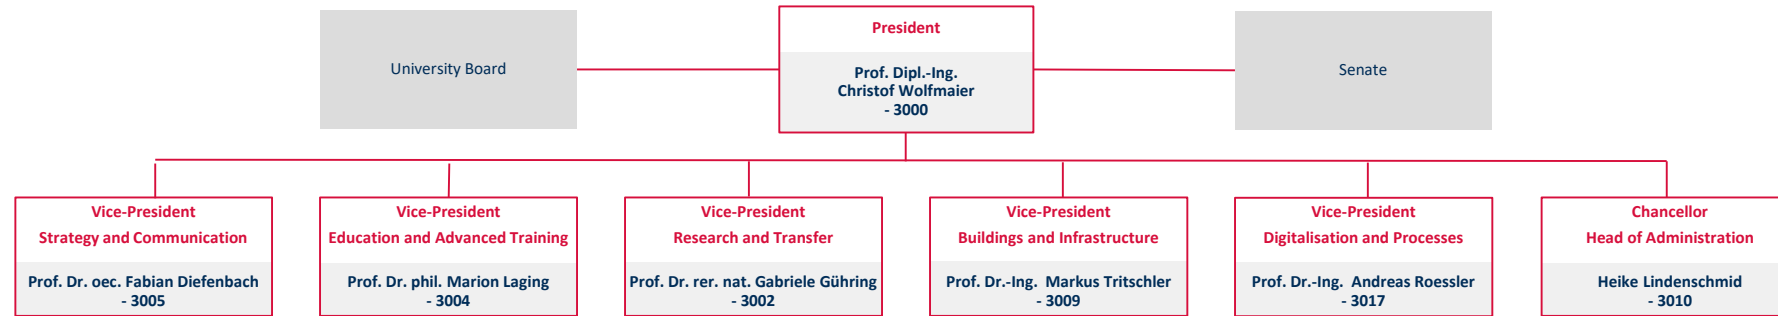 President
University Board
Prof. Dipl.-Ing.
Christof Wolfmaier
- 3000
Senate
Vice-President
Strategy and Communication
Prof. Dr. oec. Fabian Diefenbach
- 3005
Vice-President
Education and Advanced Training
Prof. Dr. phil. Marion Laging
- 3004
Vice-President
Research and Transfer
Prof. Dr. rer. nat. Gabriele Gühring
- 3002
Vice-President
Buildings and Infrastructure
Prof. Dr.-Ing. Markus Tritschler
- 3009
Vice-President
Digitalisation and Processes
Prof. Dr.-Ing. Andreas Roessler
- 3017
Chancellor
Head of Administration
Heike Lindenschmid
- 3010